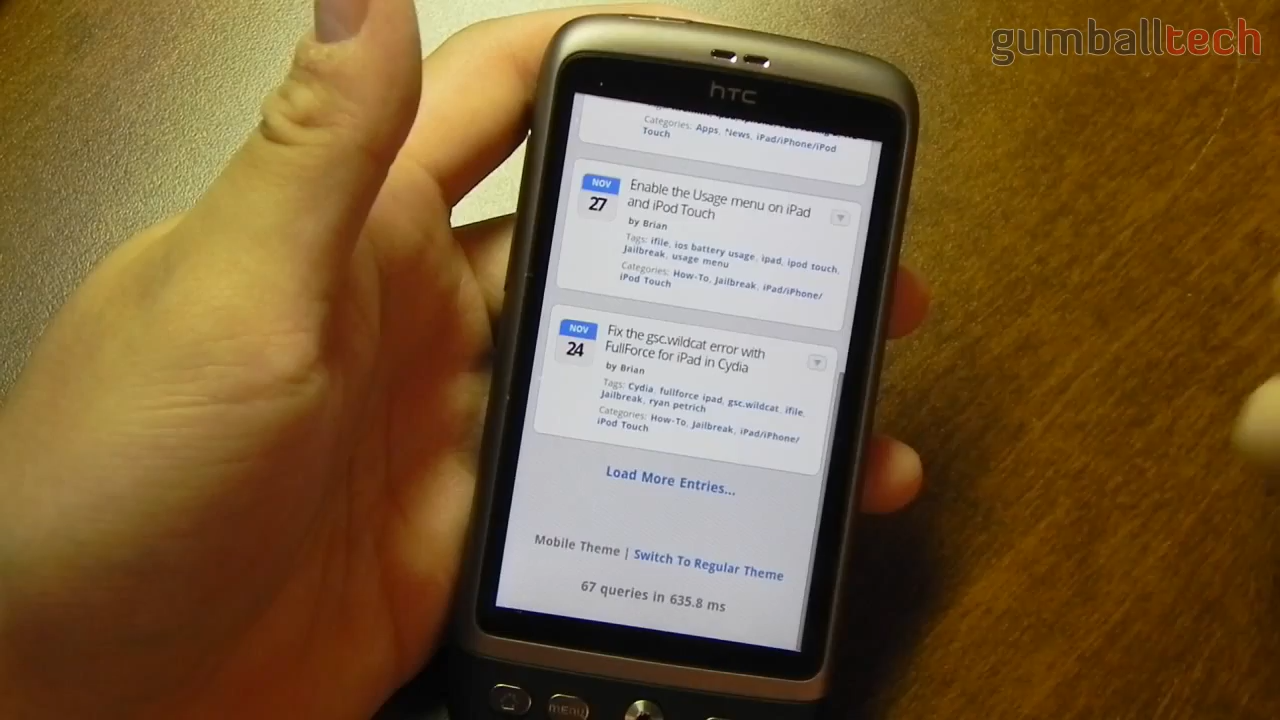 gumballtech
hTC
Categories: Apps, News, iPad/iPhone/iPod
Touch
NOV
27
Enable the Usage menu on iPad
and iPod Touch
by Brian
Tags: ifile, ios battery usage, ipad, ipod touch,
Jailbreak, usage menu
Categories: How-To, Jailbreak, iPad/iPhone/
iPod Touch
NOV
24
Fix the gsc.wildcat error with
FullForce for iPad in Cydia
by Brian
Tags: Cydia, fullforce ipad, gsc.wildcat, ifile,
Jailbreak, ryan petrich
Categories: How-To, Jailbreak, iPad/iPhone/
iPod Touch
Load More Entries...
Mobile Theme | Switch To Regular Theme
67 queries in 635.8 ms
menu